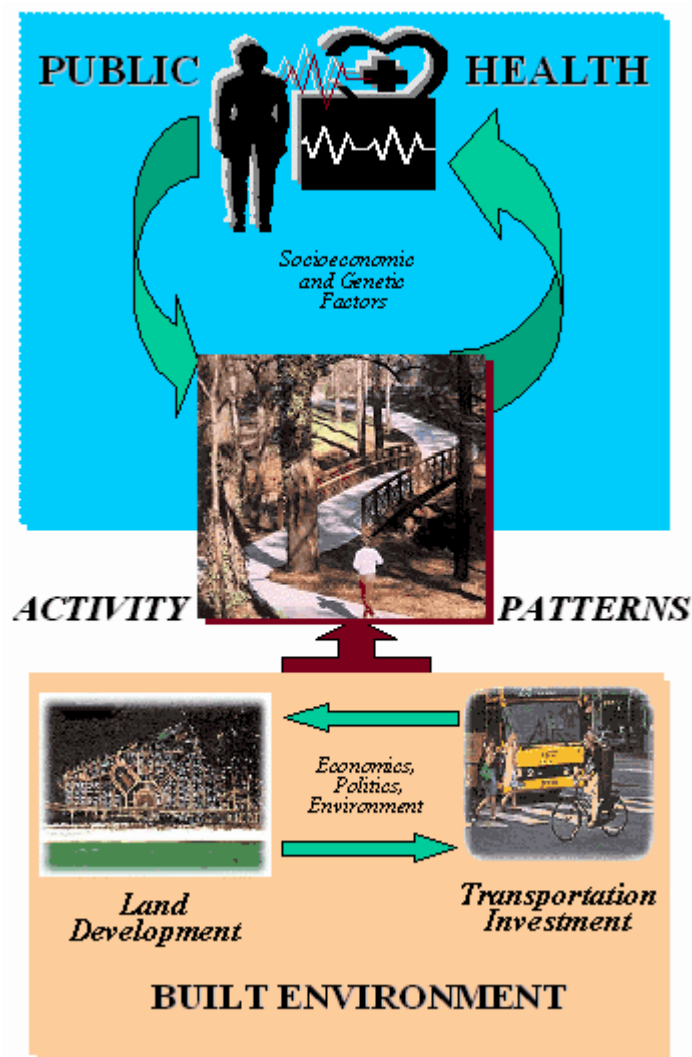 PUBLIC HEALTH
Socioeconomic
and Genetic
Factors
ACTIVITY PATTERNS
Economics,
Politics,
Environment
Land
Development
Transportation
Investment
BUILT ENVIRONMENT